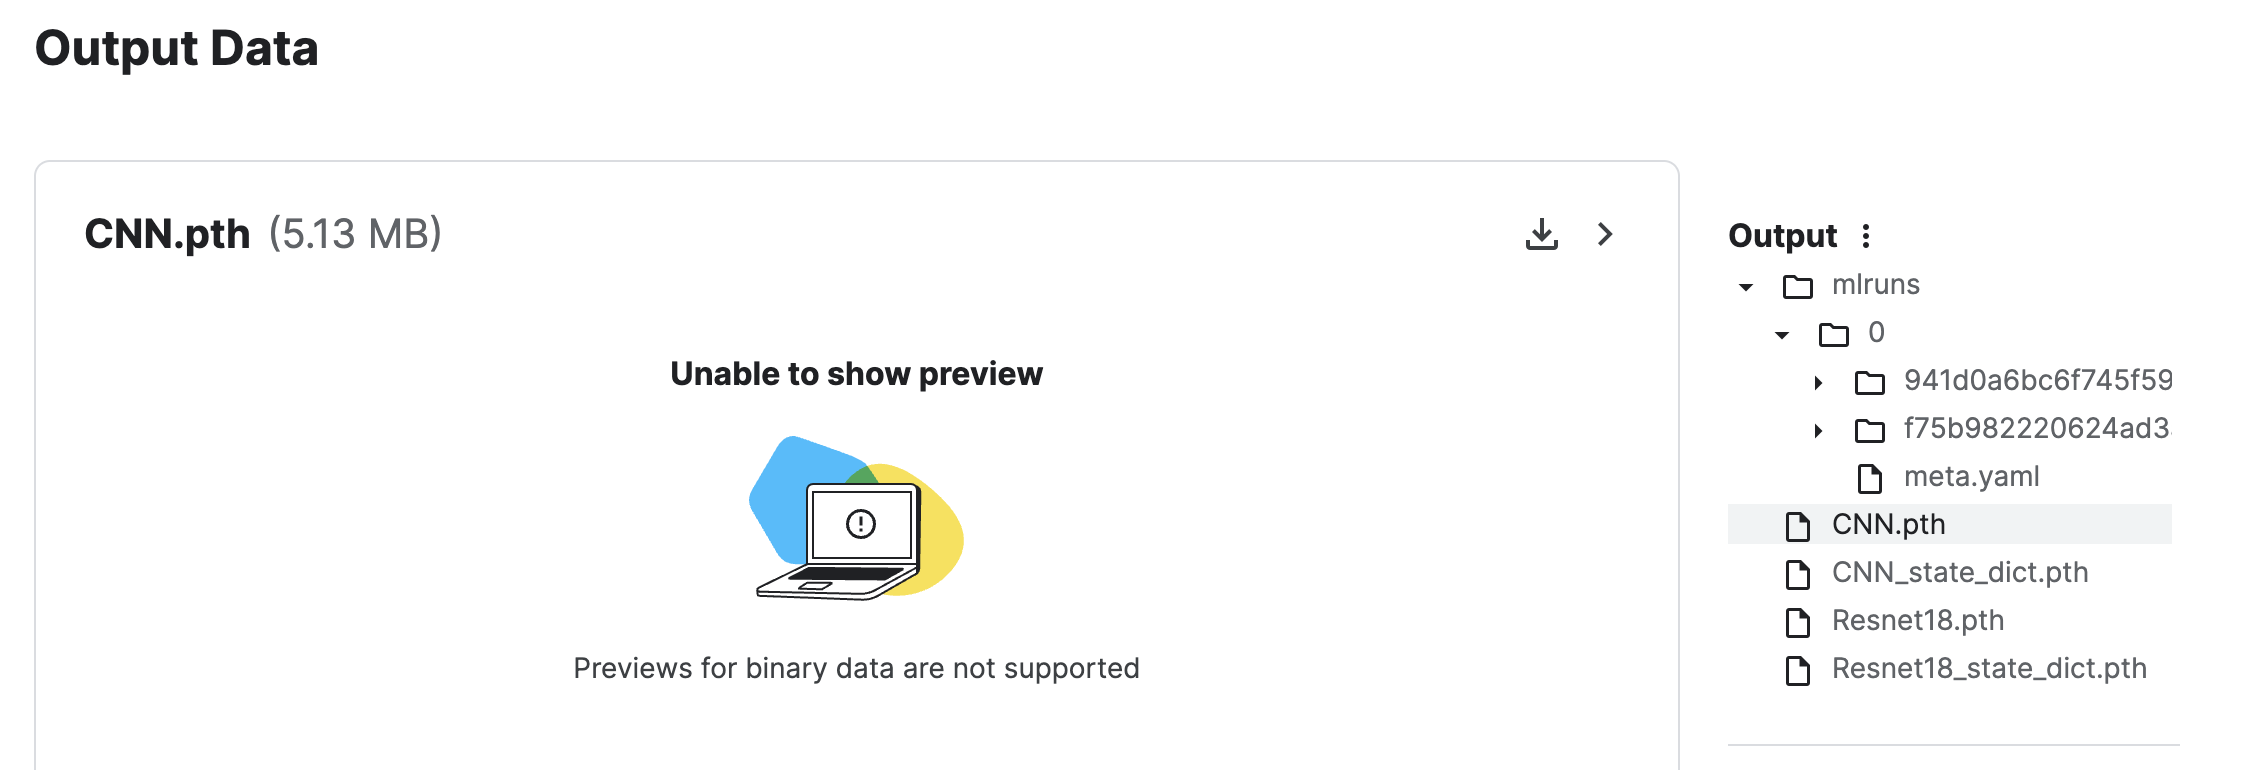 Output Data
CNN.pth (5.13 MB)
Unable to show preview
Previews for binary data are not supported
Output
mlruns
0
941d0a6bc6f745f59
f75b982220624ad3
meta.yaml
CNN.pth
CNN_state_dict.pth
Resnet18.pth
Resnet18_state_dict.pth